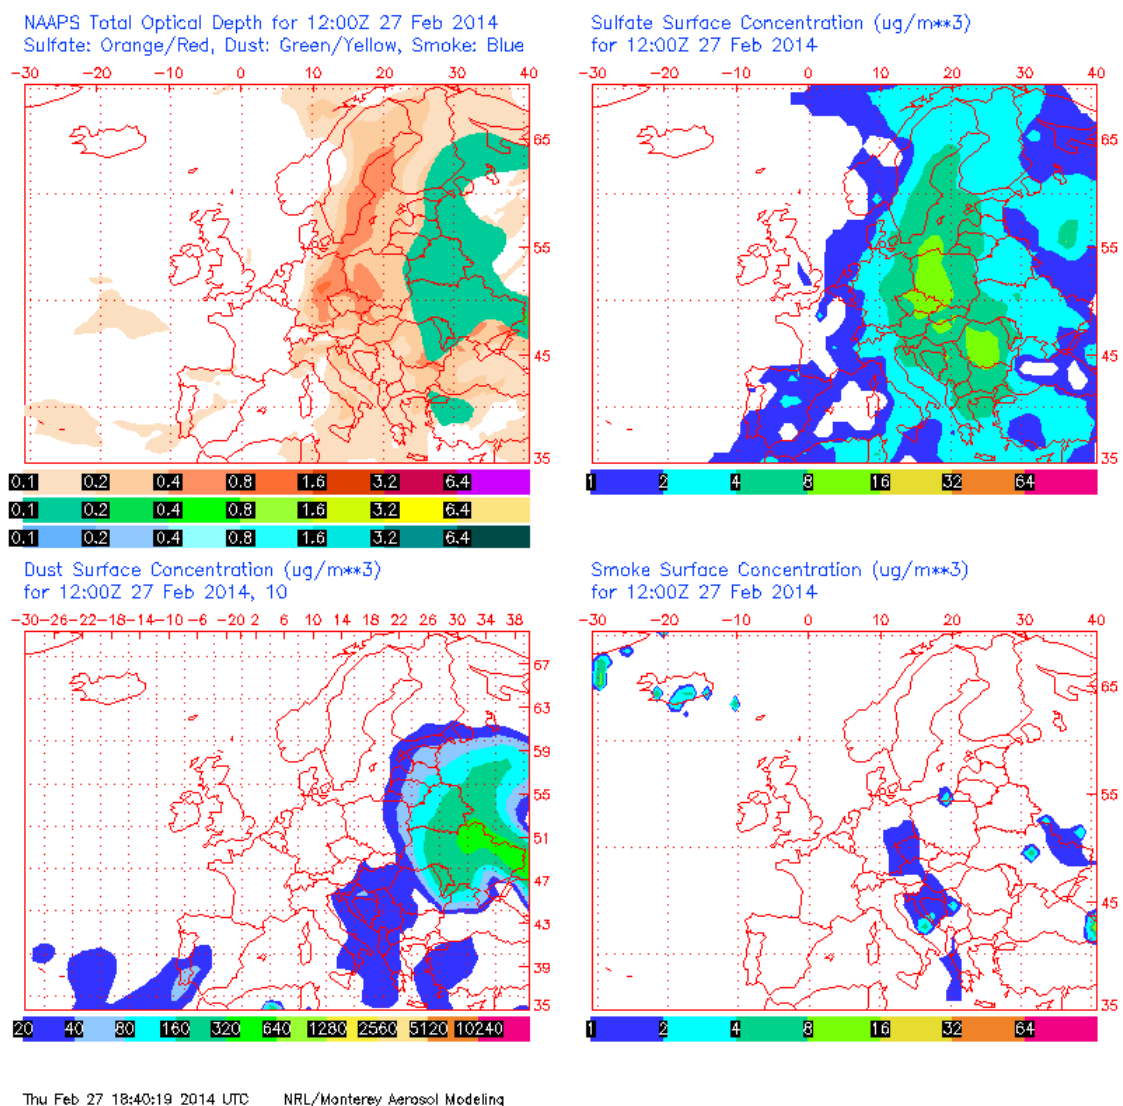 NAAPS Total Optical Depth for 12:00Z 27 Feb 2014
Sulfate: Orange/Red, Dust: Green/Yellow, Smoke: Blue
-30 -20 -10 0 10 20 30 40
65
55
45
35
0.1 0.2 0.4 0.8 1.6 3.2 6.4
0.1 0.2 0.4 0.8 1.6 3.2 6.4
0.1 0.2 0.4 0.8 1.6 3.2 6.4
Sulfate Surface Concentration (ug/m**3)
for 12:00Z 27 Feb 2014
-30 -20 -10 0 10 20 30 40
65
55
45
35
1 2 4 8 16 32 64
Dust Surface Concentration (ug/m**3)
for 12:00Z 27 Feb 2014, 10
-30-26-22-18-14-10 -6 -20 2 6 10 14 18 22 26 30 34 38
67
63
59
55
51
47
43
39
35
20 40 80 160 320 640 1280 2560 5120 10240
Smoke Surface Concentration (ug/m**3)
for 12:00Z 27 Feb 2014
-30 -20 -10 0 10 20 30 40
65
55
45
35
1 2 4 8 16 32 64
Thu Feb 27 18:40:19 2014 UTC NRL/Monterey Aerosol Modeling